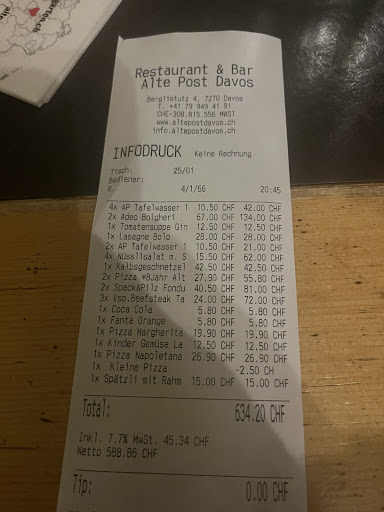 garten.ch
Restaurant & Bar
Alte Post Davos
Berglistutz 4, 7270 Davos
T. +41 79 949 41 91
CHE-308.815.556 MWST
www.altepostdavos.ch
info.altepostdavos.ch
INFODRUCK Keine Rechnung
Tisch: 25/01
Bediener:
R. 4/1/66 20:45
4x AP Tafelwasser 1 10.50 CHF 42.00 CHF
2x Adeo Bolgheri 67.00 CHF 134.00 CHF
1x Tomatensuppe Gin 12.50 CHF 12.50 CHF
1x Lasagne Bolo 28.00 CHF 28.00 CHF
2x AP Tafelwasser 1 10.50 CHF 21.00 CHF
4x Nüsslisalat m. S 15.50 CHF 62.00 CHF
1x Kalbsgeschnetzel 42.50 CHF 42.50 CHF
2x Pizza *8Jahr Alt 27.90 CHF 55.80 CHF
2x Speck&Pilz Fondu 40.50 CHF 81.00 CHF
3x Vsp.Beefsteak Ta 24.00 CHF 72.00 CHF
1x Coca Cola 5.80 CHF 5.80 CHF
1x Fanta Orange 5.80 CHF 5.80 CHF
1x Pizza Margherita 19.90 CHF 19.90 CHF
1x Kinder Gemüse La 12.50 CHF 12.50 CHF
1x Pizza Napoletana 26.90 CHF 26.90 CHF
1x Kleine Pizza -2.50 CH
1x Spätzli mit Rahm 15.00 CHF 15.00 CHF
Total: 634.20 CHF
Inkl. 7.7% MwSt. 45.34 CHF
Netto 588.86 CHF
Tip: 0.00 CHF